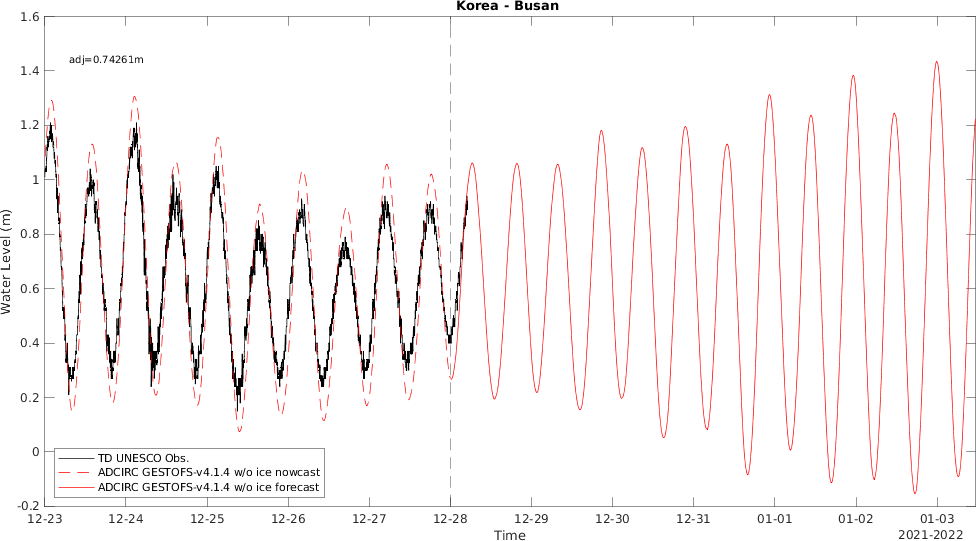 Korea - Busan
1.6
1.4
1.2
1
0.8
0.6
0.4
0.2
0
-0.2
Water Level (m)
adj=0.74261m
TD UNESCO Obs.
ADCIRC GESTOFS-v4.1.4 w/o ice nowcast
ADCIRC GESTOFS-v4.1.4 w/o ice forecast
12-23 12-24 12-25 12-26 12-27 12-28 12-29 12-30 12-31 01-01 01-02 01-03
Time
2021-2022